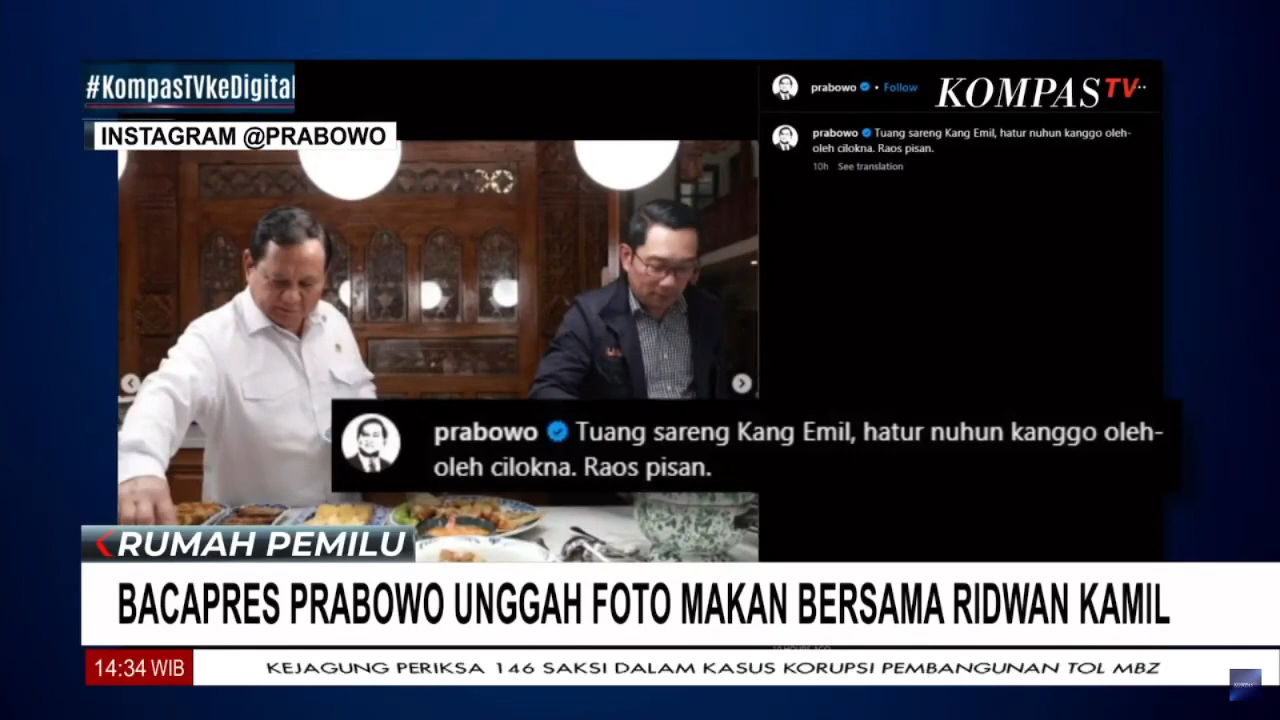 #KompasTVkeDigital
INSTAGRAM @PRABOWO
prabowo • Follow
KOMPAS TV
prabowo Tuang sareng Kang Emil, hatur nuhun kanggo oleh-
oleh cilokna. Raos pisan.
10h See translation
prabowo Tuang sareng Kang Emil, hatur nuhun kanggo oleh-
oleh cilokna. Raos pisan.
RUMAH PEMILU
BACAPRES PRABOWO UNGGAH FOTO MAKAN BERSAMA RIDWAN KAMIL
14:34 WIB
KEJAGUNG PERIKSA 146 SAKSI DALAM KASUS KORUPSI PEMBANGUNAN TOL MBZ